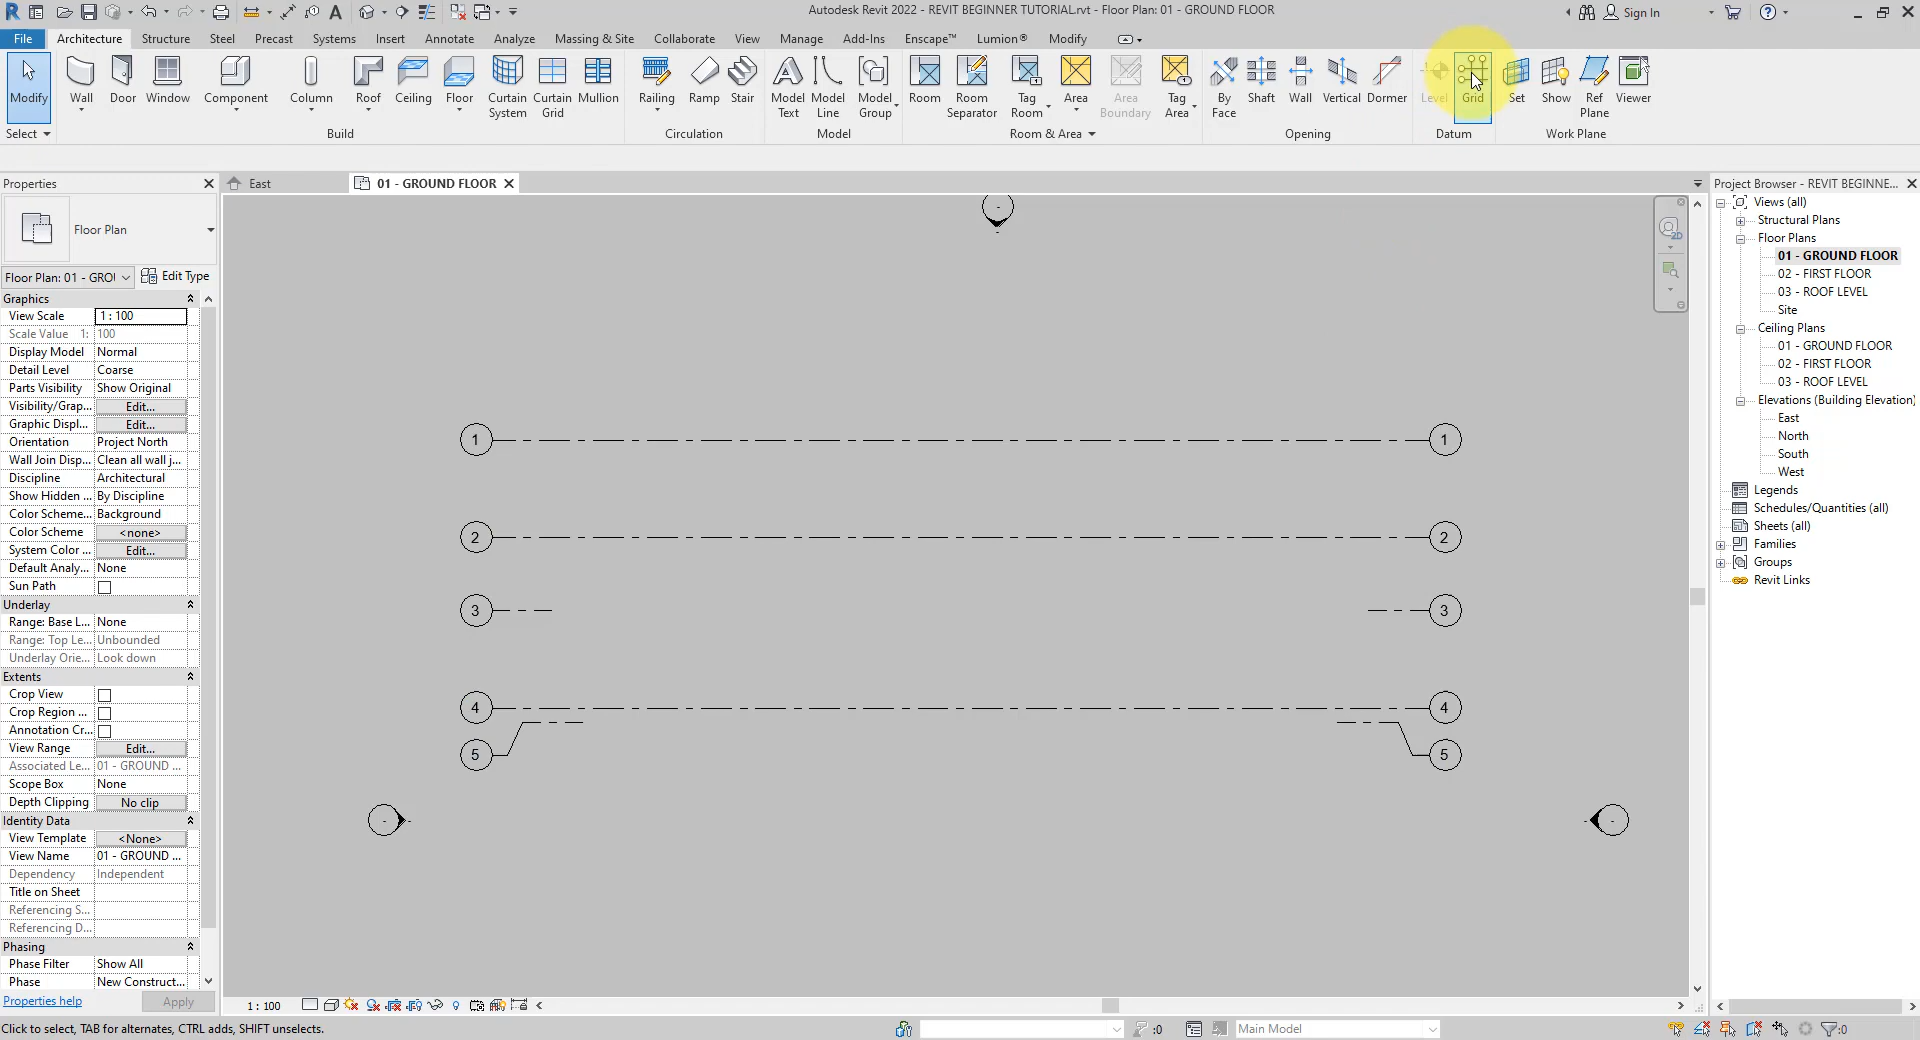 Autodesk Revit 2022 - REVIT BEGINNER TUTORIAL.rvt - Floor Plan: 01 - GROUND FLOOR
Sign In
File Architecture Structure Steel Precast Systems Insert Annotate Analyze Massing & Site Collaborate View Manage Add-Ins Enscape™ Lumion® Modify
Modify Wall Door Window Component Column Roof Ceiling Floor Curtain System Curtain Grid Mullion Railing Ramp Stair Model Text Model Line Model Group Room Room Separator Tag Room Area Area Boundary Tag Area By Face Shaft Wall Vertical Dormer Level Grid Set Show Ref Plane Viewer
Select Build Circulation Model Room & Area Opening Datum Work Plane
Properties
East
01 - GROUND FLOOR
Floor Plan
Floor Plan: 01 - GROU Edit Type
Graphics
View Scale 1 : 100
Scale Value 1: 100
Display Model Normal
Detail Level Coarse
Parts Visibility Show Original
Visibility/Grap... Edit...
Graphic Displ... Edit...
Orientation Project North
Wall Join Disp... Clean all wall j...
Discipline Architectural
Show Hidden ... By Discipline
Color Scheme... Background
Color Scheme <none>
System Color ... Edit...
Default Analy... None
Sun Path
Underlay
Range: Base L... None
Range: Top Le... Unbounded
Underlay Orie... Look down
Extents
Crop View
Crop Region ...
Annotation Cr...
View Range Edit...
Associated Le... 01 - GROUND ...
Scope Box None
Depth Clipping No clip
Identity Data
View Template <None>
View Name 01 - GROUND ...
Dependency Independent
Title on Sheet
Referencing S...
Referencing D...
Phasing
Phase Filter Show All
Phase New Construct...
Properties help Apply
1 1
2 2
3 3
4 4
5 5
2D
Project Browser - REVIT BEGINNE...
Views (all)
Structural Plans
Floor Plans
01 - GROUND FLOOR
02 - FIRST FLOOR
03 - ROOF LEVEL
Site
Ceiling Plans
01 - GROUND FLOOR
02 - FIRST FLOOR
03 - ROOF LEVEL
Elevations (Building Elevation)
East
North
South
West
Legends
Schedules/Quantities (all)
Sheets (all)
Families
Groups
Revit Links
1 : 100
Click to select, TAB for alternates, CTRL adds, SHIFT unselects.
:0
Main Model
:0